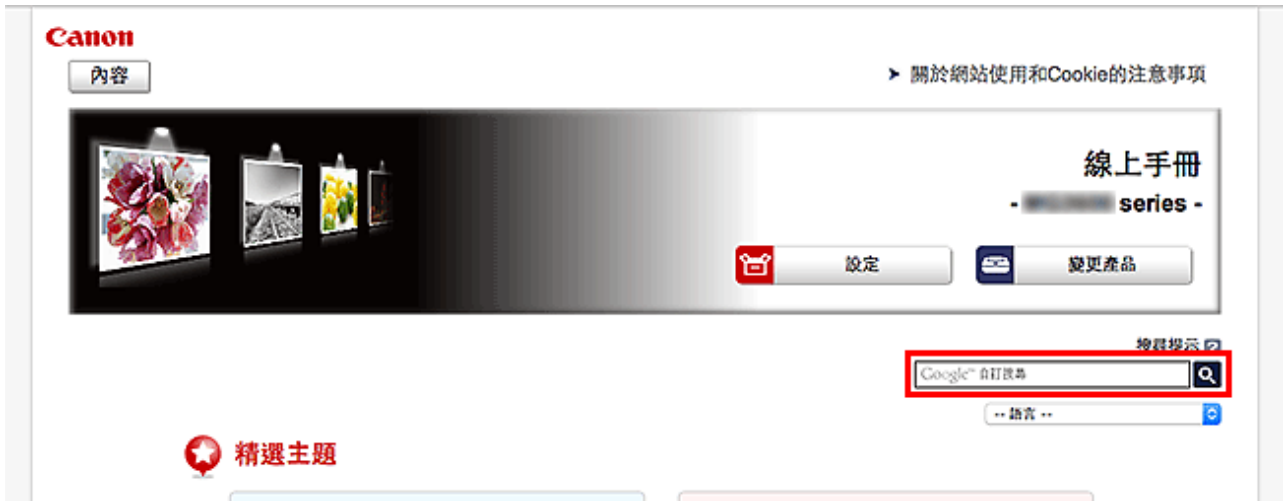 Canon
內容
關於網站使用和Cookie的注意事項
線上手冊
- series -
設定
變更產品
搜尋提示
Google™ 自訂搜尋
-- 語言 --
精選主題